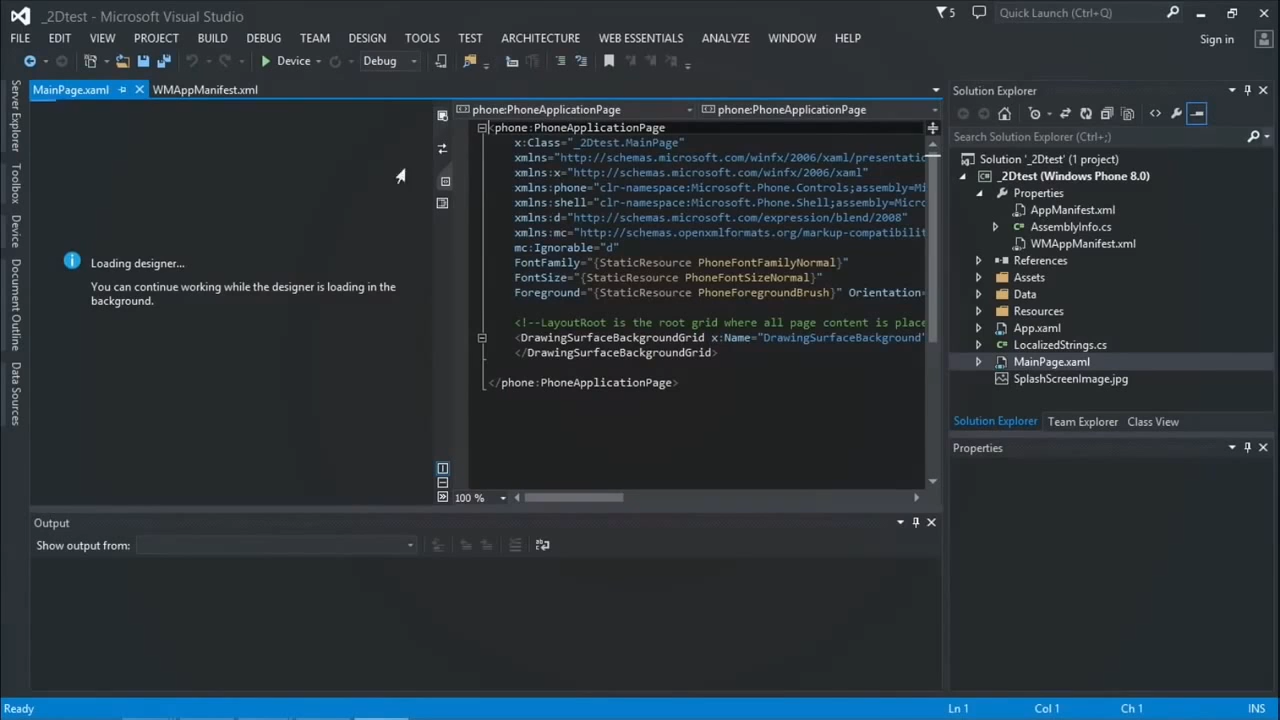 _2Dtest - Microsoft Visual Studio
5
Quick Launch (Ctrl+Q)
FILE EDIT VIEW PROJECT BUILD DEBUG TEAM DESIGN TOOLS TEST ARCHITECTURE WEB ESSENTIALS ANALYZE WINDOW HELP
Sign in
Device
Debug
Server Explorer
Toolbox
Device
Document Outline
Data Sources
MainPage.xaml
WMAppManifest.xml
Loading designer...
You can continue working while the designer is loading in the
background.
phone:PhoneApplicationPage
phone:PhoneApplicationPage
<phone:PhoneApplicationPage
x:Class="_2Dtest.MainPage"
xmlns="http://schemas.microsoft.com/winfx/2006/xaml/presentatio
xmlns:x="http://schemas.microsoft.com/winfx/2006/xaml"
xmlns:phone="clr-namespace:Microsoft.Phone.Controls;assembly=Mi
xmlns:shell="clr-namespace:Microsoft.Phone.Shell;assembly=Micro
xmlns:d="http://schemas.microsoft.com/expression/blend/2008"
xmlns:mc="http://schemas.openxmlformats.org/markup-compatibilit
mc:Ignorable="d"
FontFamily="{StaticResource PhoneFontFamilyNormal}"
FontSize="{StaticResource PhoneFontSizeNormal}"
Foreground="{StaticResource PhoneForegroundBrush}" Orientation=
<!--LayoutRoot is the root grid where all page content is place
<DrawingSurfaceBackgroundGrid x:Name="DrawingSurfaceBackground"
</DrawingSurfaceBackgroundGrid>
</phone:PhoneApplicationPage>
100 %
Solution Explorer
Search Solution Explorer (Ctrl+;)
Solution '_2Dtest' (1 project)
_2Dtest (Windows Phone 8.0)
Properties
AppManifest.xml
AssemblyInfo.cs
WMAppManifest.xml
References
Assets
Data
Resources
App.xaml
LocalizedStrings.cs
MainPage.xaml
SplashScreenImage.jpg
Solution Explorer Team Explorer Class View
Properties
Output
Show output from:
Ready
Ln 1
Col 1
Ch 1
INS